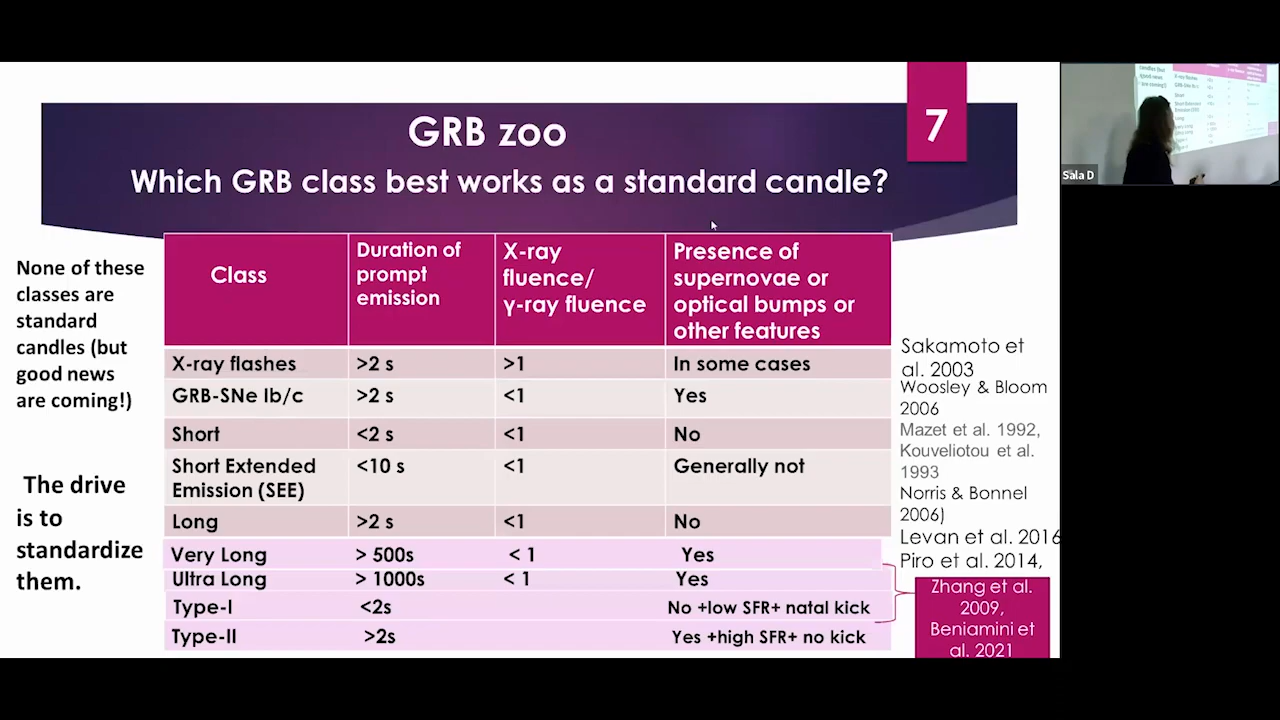 7
GRB zoo
Which GRB class best works as a standard candle?
None of these
classes are
standard
candles (but
good news
are coming!)
The drive
is to
standardize
them.
Class
Duration of
prompt
emission
X-ray
fluence/
γ-ray fluence
Presence of
supernovae or
optical bumps or
other features
X-ray flashes >2 s >1 In some cases
GRB-SNe Ib/c >2 s <1 Yes
Short <2 s <1 No
Short Extended
Emission (SEE) <10 s <1 Generally not
Long >2 s <1 No
Very Long > 500s < 1 Yes
Ultra Long > 1000s < 1 Yes
Type-I <2s No +low SFR+ natal kick
Type-II >2s Yes +high SFR+ no kick
Sakamoto et
al. 2003
Woosley & Bloom
2006
Mazet et al. 1992,
Kouveliotou et al.
1993
Norris & Bonnel
2006)
Levan et al. 2016
Piro et al. 2014,
Zhang et al.
2009,
Beniamini et
al. 2021
Sala D